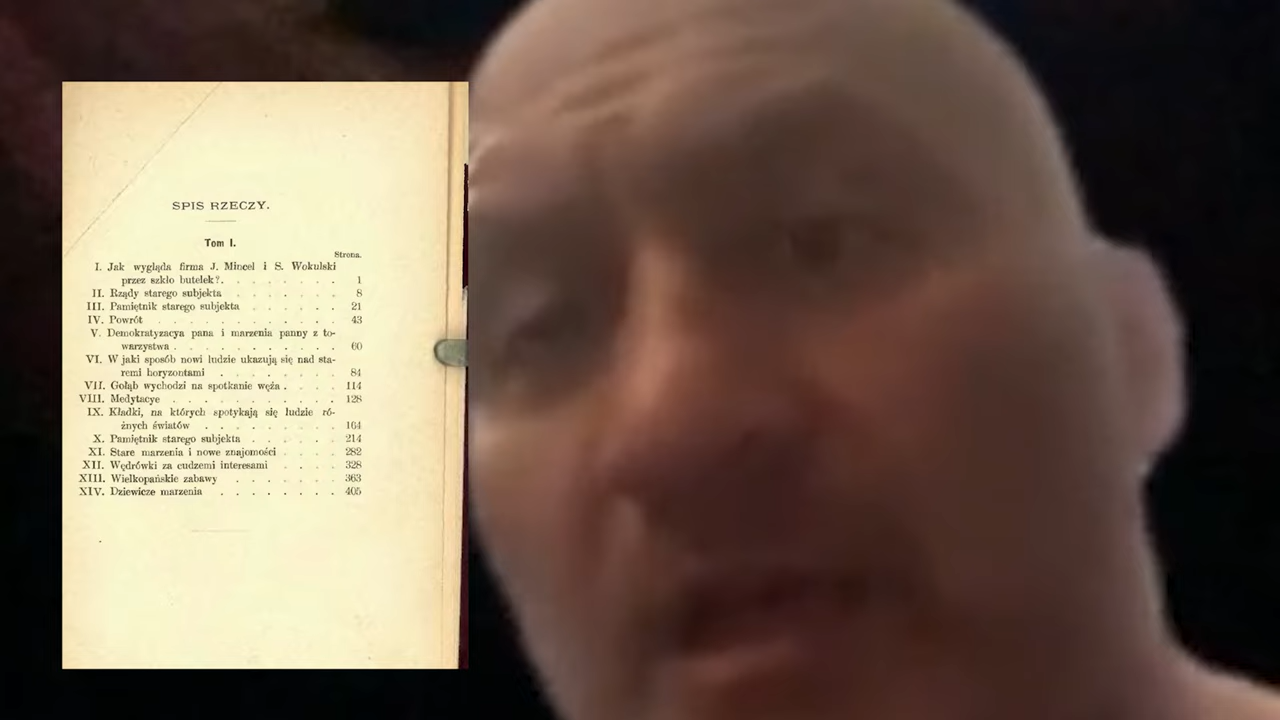 SPIS RZECZY.
Tom I.
Strona.
I. Jak wygląda firma J. Mincel i S. Wokulski
przez szkło butelek?. . . . . . . . 1
II. Rządy starego subjekta . . . . . . . 8
III. Pamiętnik starego subjekta . . . . . . 21
IV. Powrót . . . . . . . . . . . . 43
V. Demokratyzacya pana i marzenia panny z to-
warzystwa . . . . . . . . . . . 60
VI. W jaki sposób nowi ludzie ukazują się nad sta-
remi horyzontami . . . . . . . . 84
VII. Gołąb wychodzi na spotkanie węża . . . . 114
VIII. Medytacye . . . . . . . . . . . 128
IX. Kładki, na których spotykają się ludzie ró-
żnych światów . . . . . . . . . 164
X. Pamiętnik starego subjekta . . . . . . 214
XI. Stare marzenia i nowe znajomości . . . . 282
XII. Wędrówki za cudzemi interesami . . . . 328
XIII. Wielkopańskie zabawy . . . . . . . 363
XIV. Dziewicze marzenia . . . . . . . . 405